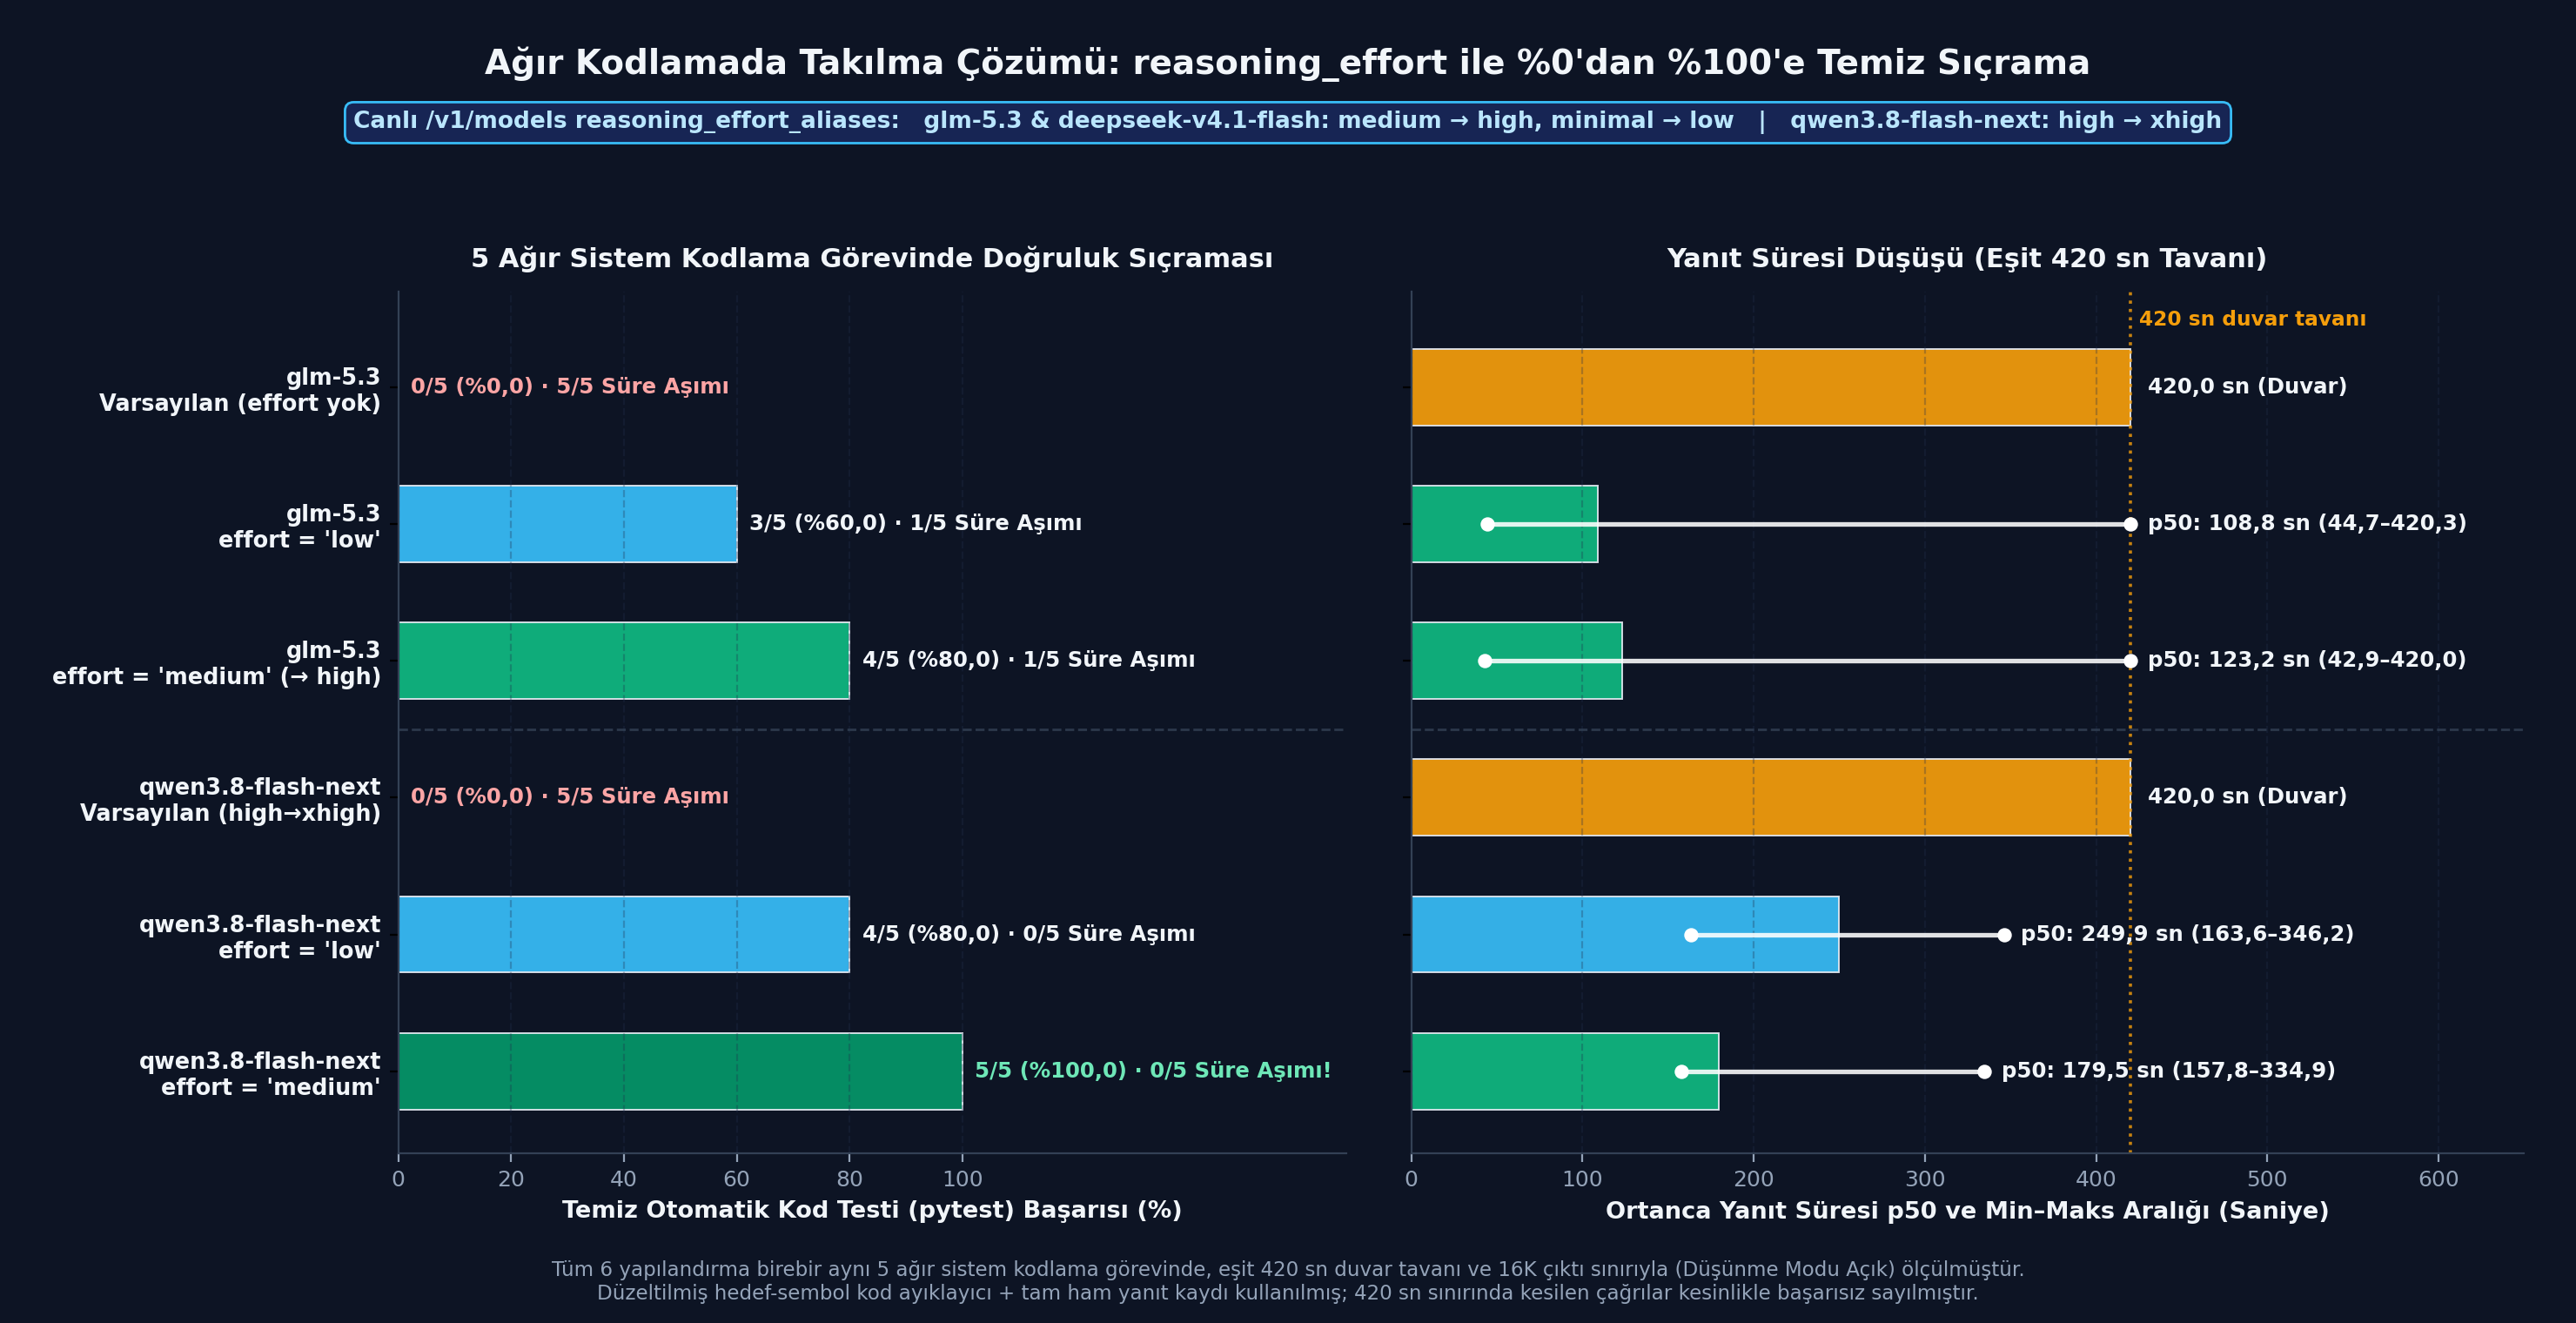 Ağır Kodlamada Takılma Çözümü: reasoning_effort ile %0'dan %100'e Temiz Sıçrama
Canlı /v1/models reasoning_effort_aliases:   glm-5.3 & deepseek-v4.1-flash: medium → high, minimal → low   |   qwen3.8-flash-next: high → xhigh
5 Ağır Sistem Kodlama Görevinde Doğruluk Sıçraması
glm-5.3
Varsayılan (effort yok)
0/5 (%0,0) · 5/5 Süre Aşımı
glm-5.3
effort = 'low'
3/5 (%60,0) · 1/5 Süre Aşımı
glm-5.3
effort = 'medium' (→ high)
4/5 (%80,0) · 1/5 Süre Aşımı
qwen3.8-flash-next
Varsayılan (high→xhigh)
0/5 (%0,0) · 5/5 Süre Aşımı
qwen3.8-flash-next
effort = 'low'
4/5 (%80,0) · 0/5 Süre Aşımı
qwen3.8-flash-next
effort = 'medium'
5/5 (%100,0) · 0/5 Süre Aşımı!
0 20 40 60 80 100
Temiz Otomatik Kod Testi (pytest) Başarısı (%)
Yanıt Süresi Düşüşü (Eşit 420 sn Tavanı)
420 sn duvar tavanı
420,0 sn (Duvar)
p50: 108,8 sn (44,7–420,3)
p50: 123,2 sn (42,9–420,0)
420,0 sn (Duvar)
p50: 249,9 sn (163,6–346,2)
p50: 179,5 sn (157,8–334,9)
0 100 200 300 400 500 600
Ortanca Yanıt Süresi p50 ve Min–Maks Aralığı (Saniye)
Tüm 6 yapılandırma birebir aynı 5 ağır sistem kodlama görevinde, eşit 420 sn duvar tavanı ve 16K çıktı sınırıyla (Düşünme Modu Açık) ölçülmüştür.
Düzeltilmiş hedef-sembol kod ayıklayıcı + tam ham yanıt kaydı kullanılmış; 420 sn sınırında kesilen çağrılar kesinlikle başarısız sayılmıştır.